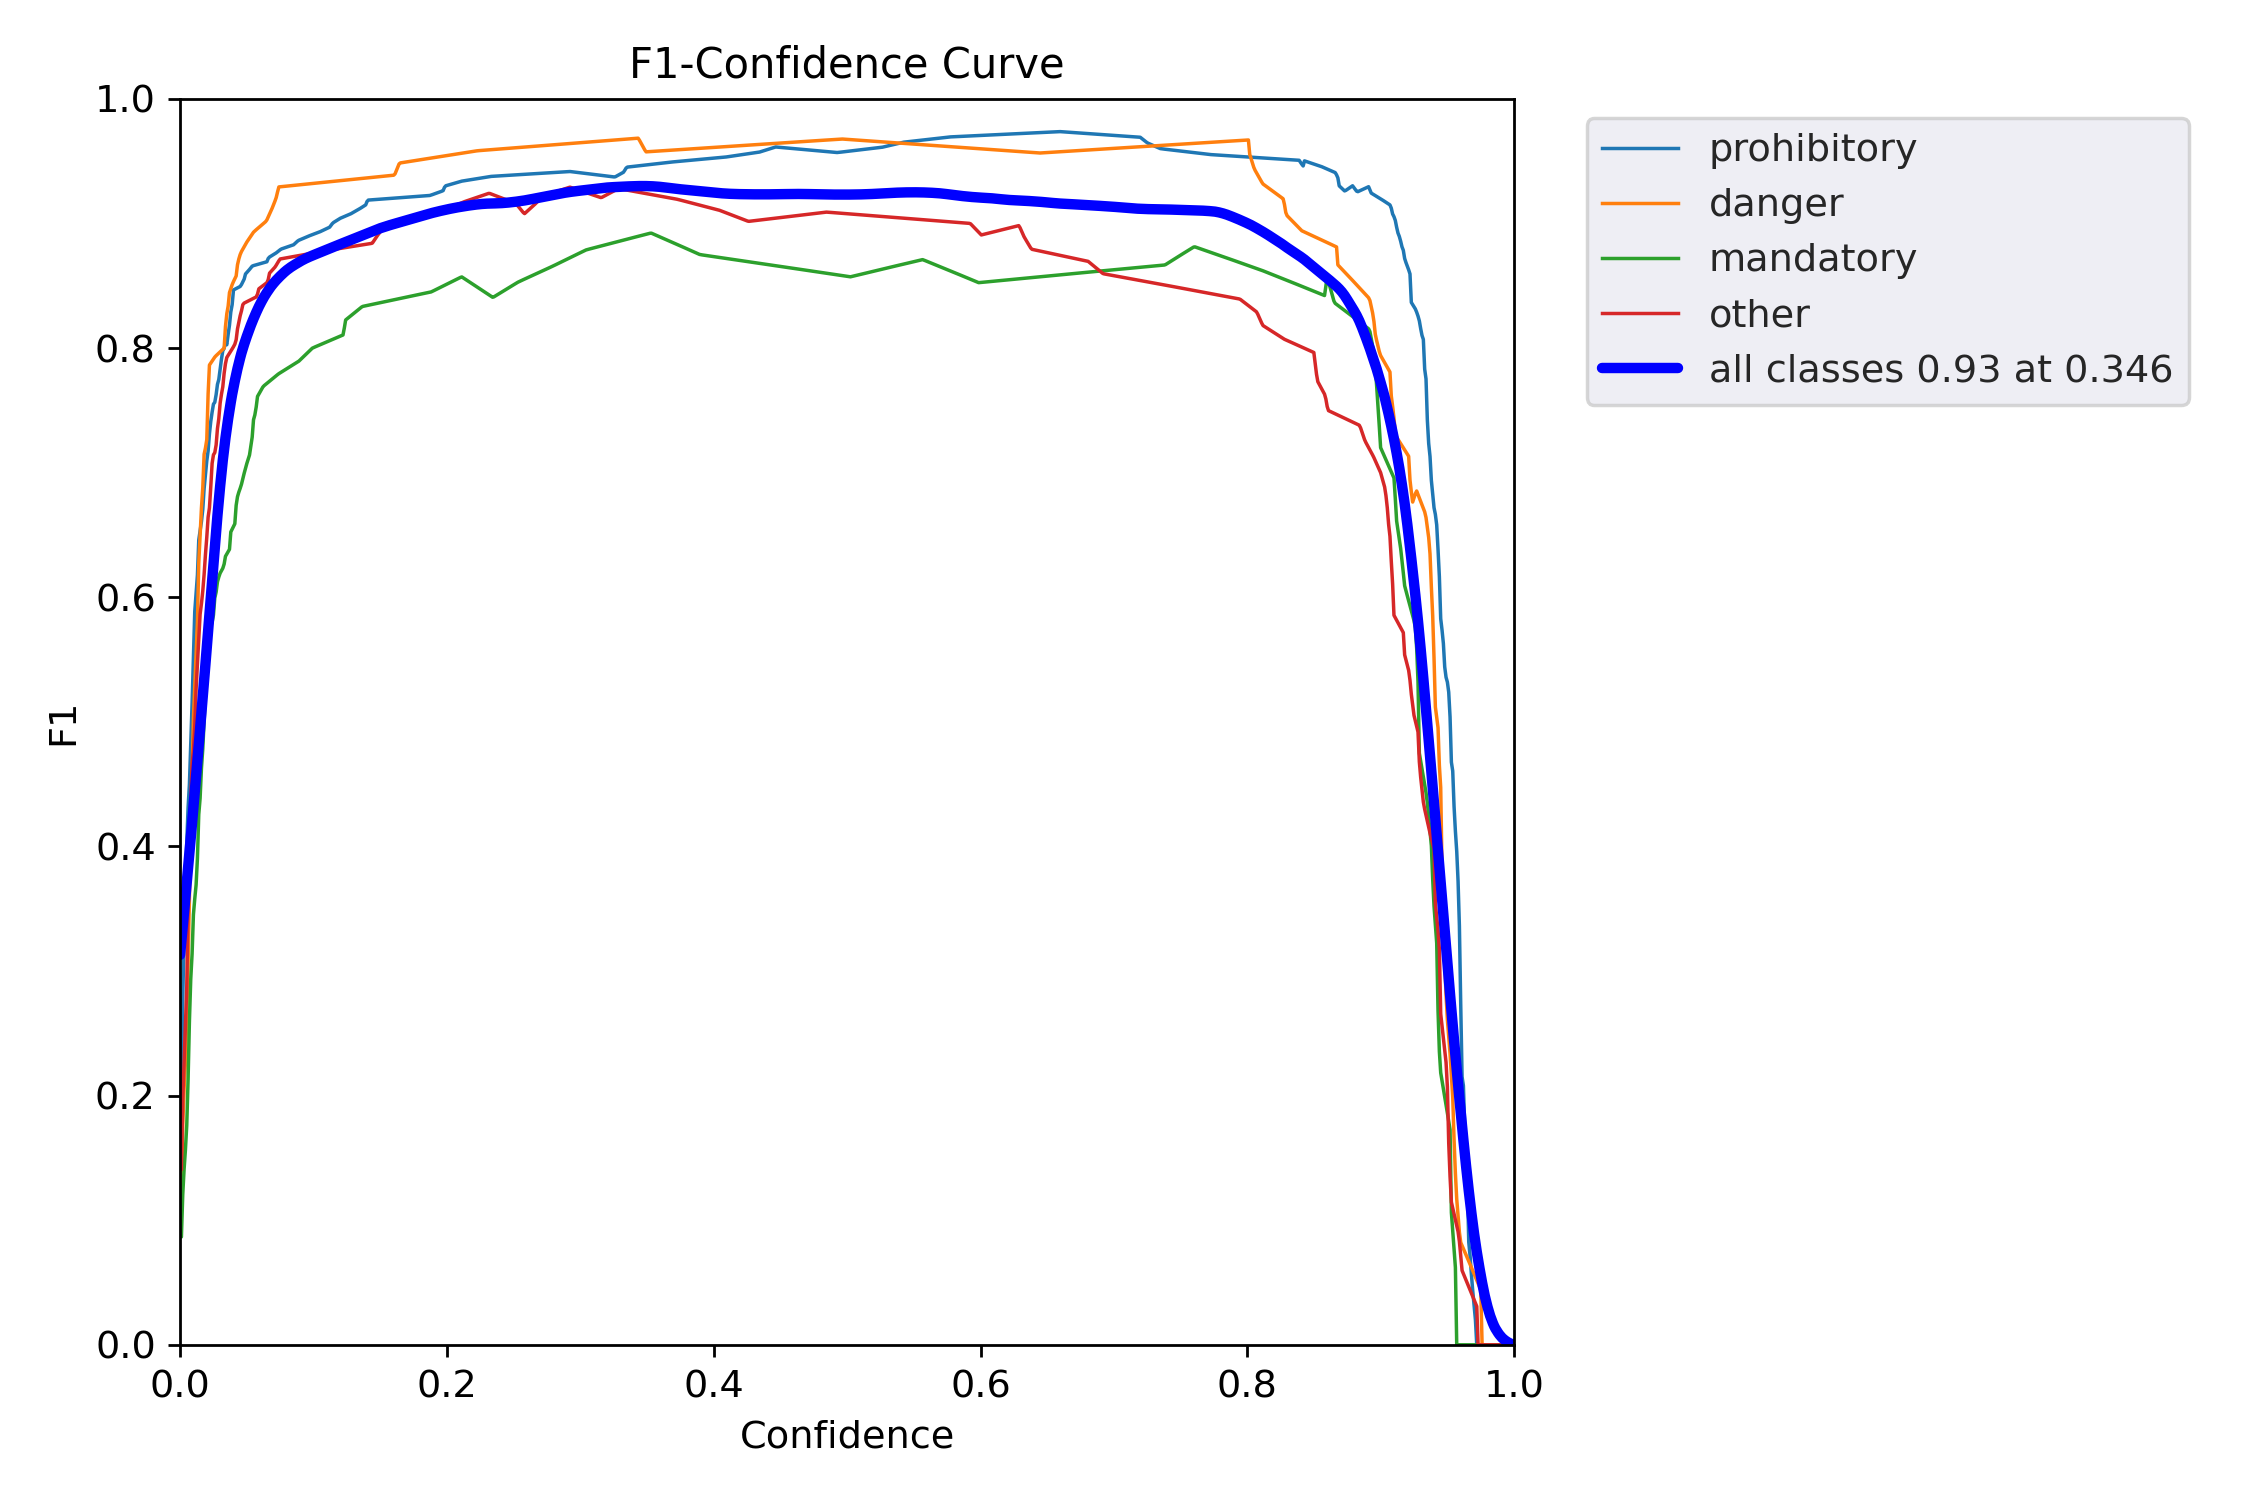 F1-Confidence Curve
1.0
0.8
0.6
0.4
0.2
0.0
F1
0.0 0.2 0.4 0.6 0.8 1.0
Confidence
prohibitory
danger
mandatory
other
all classes 0.93 at 0.346